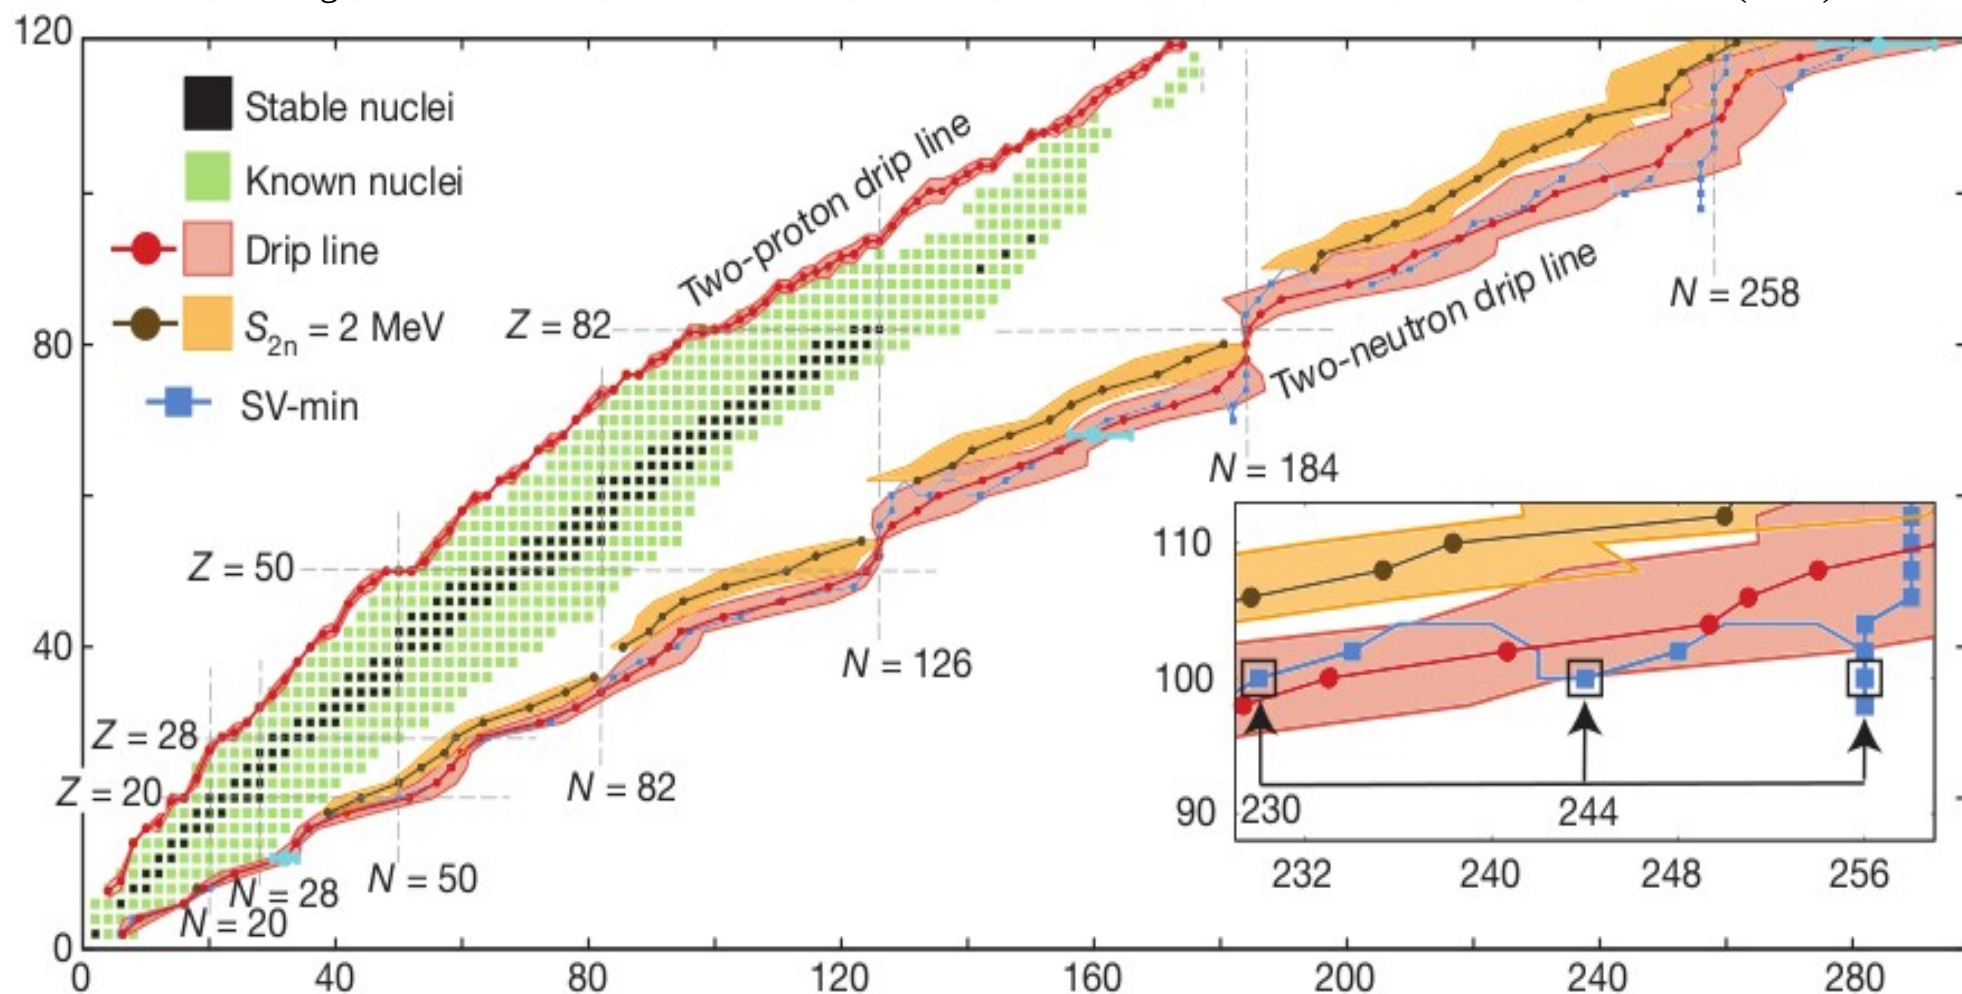 120
Stable nuclei
Known nuclei
Drip line
S2n = 2 MeV
SV-min
Two-proton drip line
Two-neutron drip line
Z = 82
80
N = 258
N = 184
Z = 50
40
N = 126
Z = 28
Z = 20
N = 82
N = 50
N = 28
N = 20
110
100
90
230
244
232
240
248
256
0
0
40
80
120
160
200
240
280